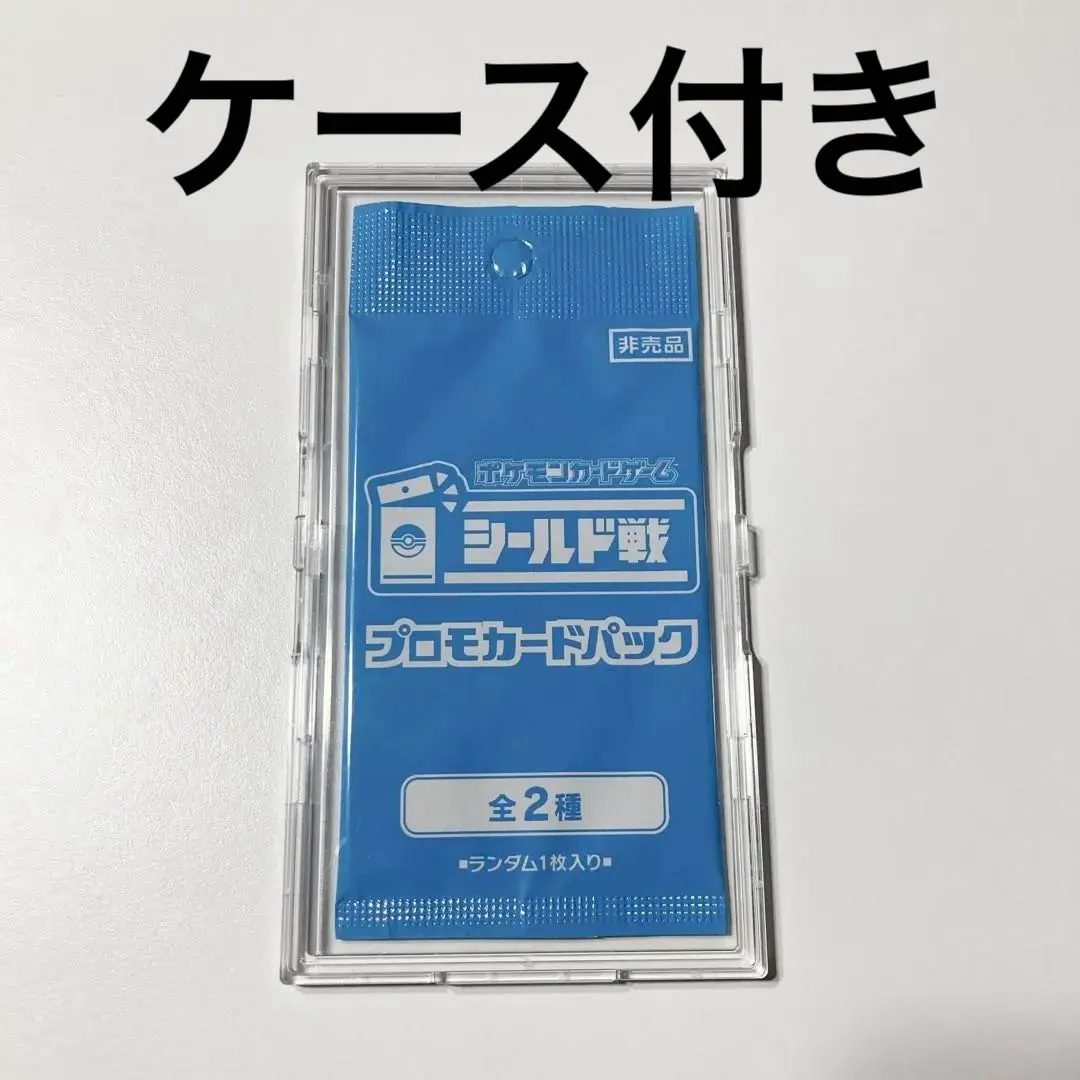 ケース付き
非売品
ポケモンカードゲーム
シールド戦
プロモカードパック
全2種
■ランダム1枚入り■